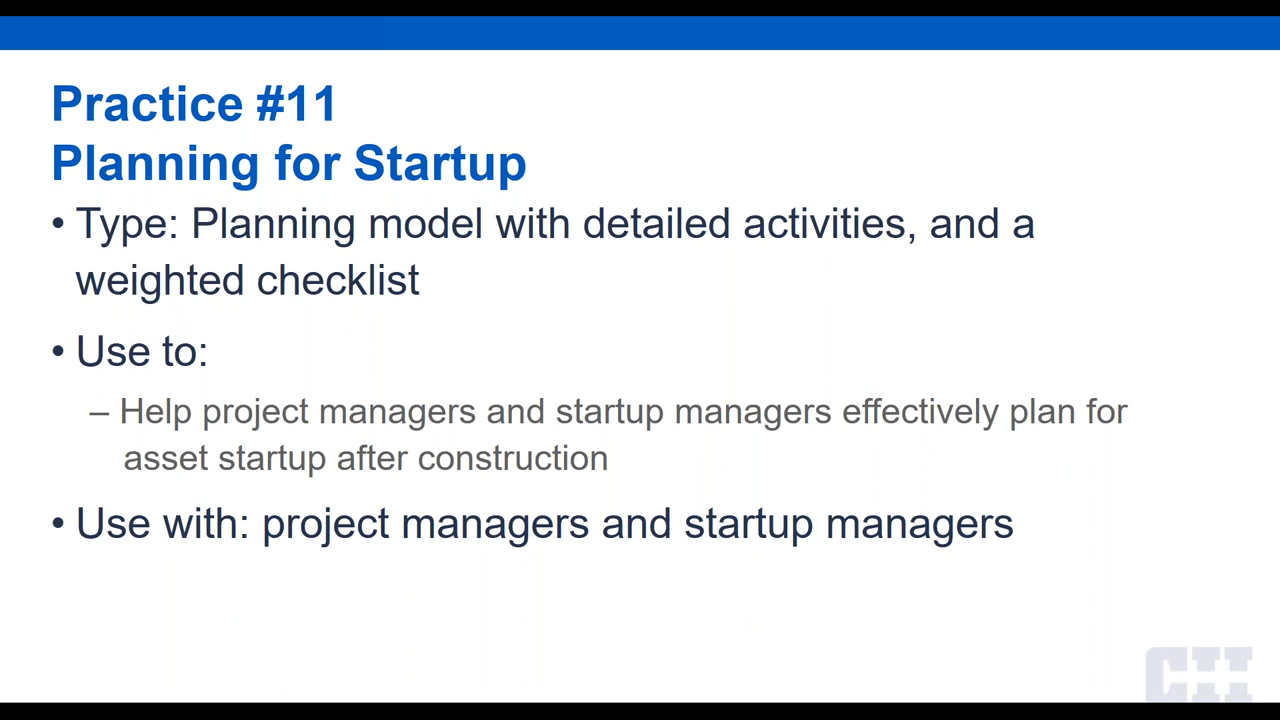 Practice #11
Planning for Startup
• Type: Planning model with detailed activities, and a
weighted checklist
• Use to:
– Help project managers and startup managers effectively plan for
asset startup after construction
• Use with: project managers and startup managers
CII